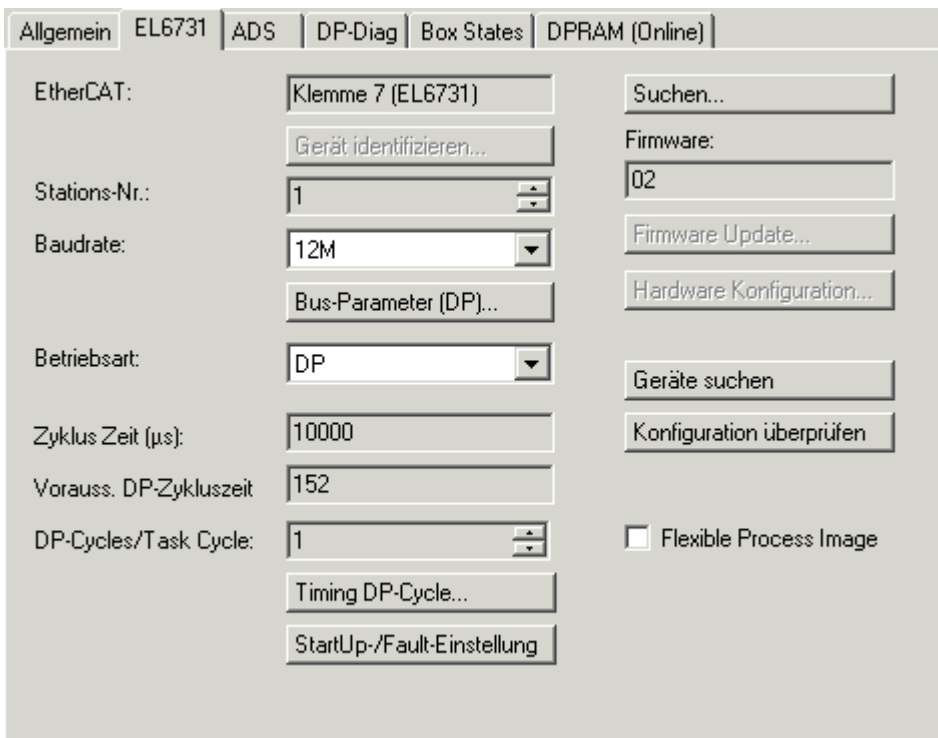 Allgemein EL6731 ADS DP-Diag Box States DPRAM (Online)
EtherCAT: Klemme 7 (EL6731) Suchen...
Gerät identifizieren... Firmware:
Stations-Nr.: 1 02
Baudrate: 12M Firmware Update...
Bus-Parameter (DP)... Hardware Konfiguration...
Betriebsart: DP Geräte suchen
Zyklus Zeit (µs): 10000 Konfiguration überprüfen
Vorauss. DP-Zykluszeit 152
DP-Cycles/Task Cycle: 1 Flexible Process Image
Timing DP-Cycle...
StartUp-/Fault-Einstellung